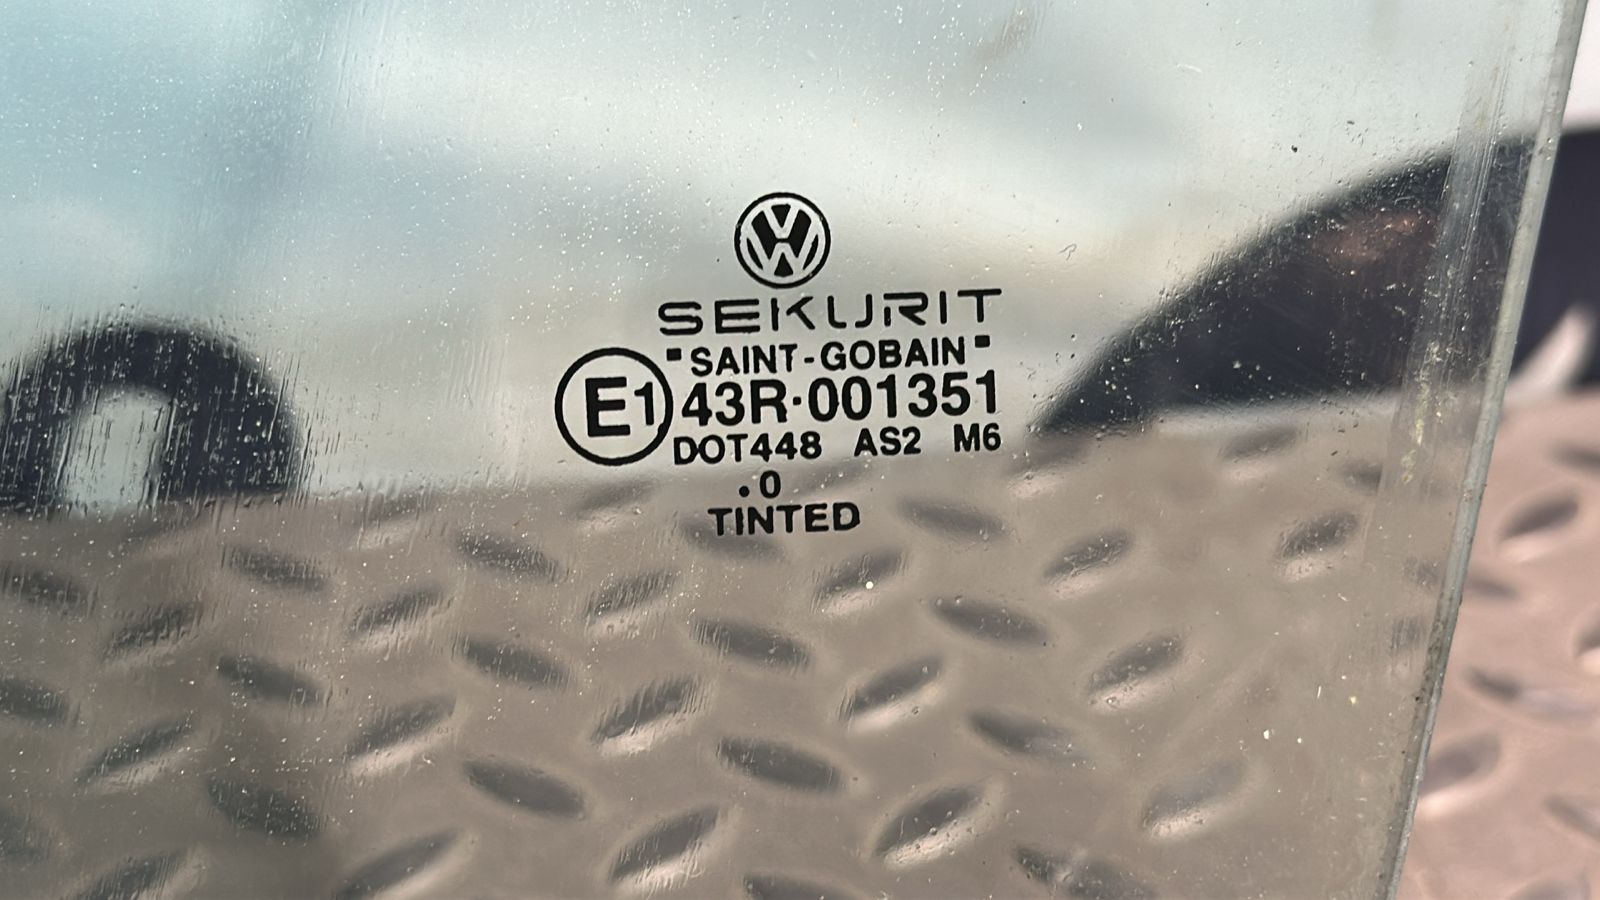 SEKURIT
"SAINT-GOBAIN"
E1 43R·001351
DOT448 AS2 M6
.0
TINTED